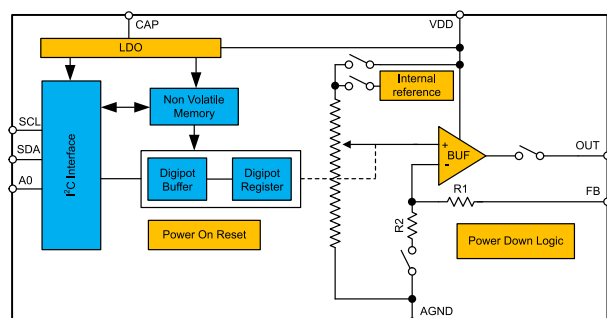 CAP
VDD
LDO
Internal
reference
Non Volatile
Memory
SCL
SDA
A0
I²C Interface
+
BUF
-
OUT
Digipot
Buffer
Digipot
Register
R1
FB
R2
Power On Reset
Power Down Logic
AGND